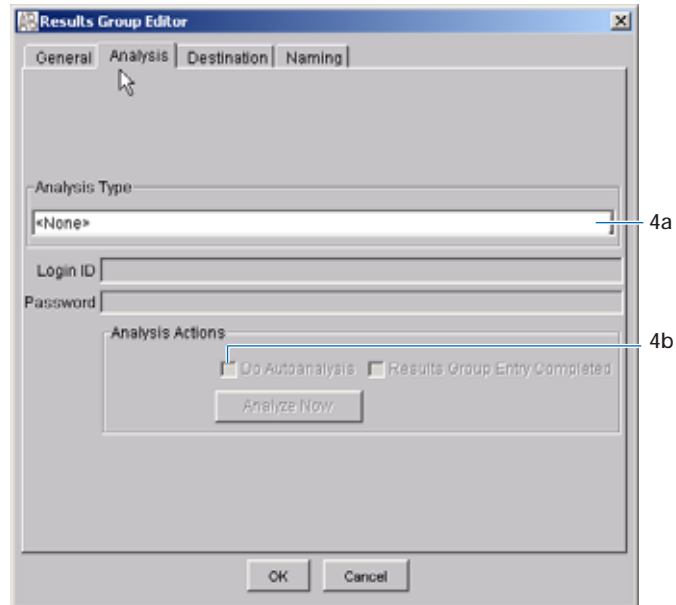 Results Group Editor
General Analysis Destination Naming
Analysis Type
<None>
4a
Login ID
Password
Analysis Actions
4b
Do Autoanalysis Results Group Entry Completed
Analyze Now
OK Cancel